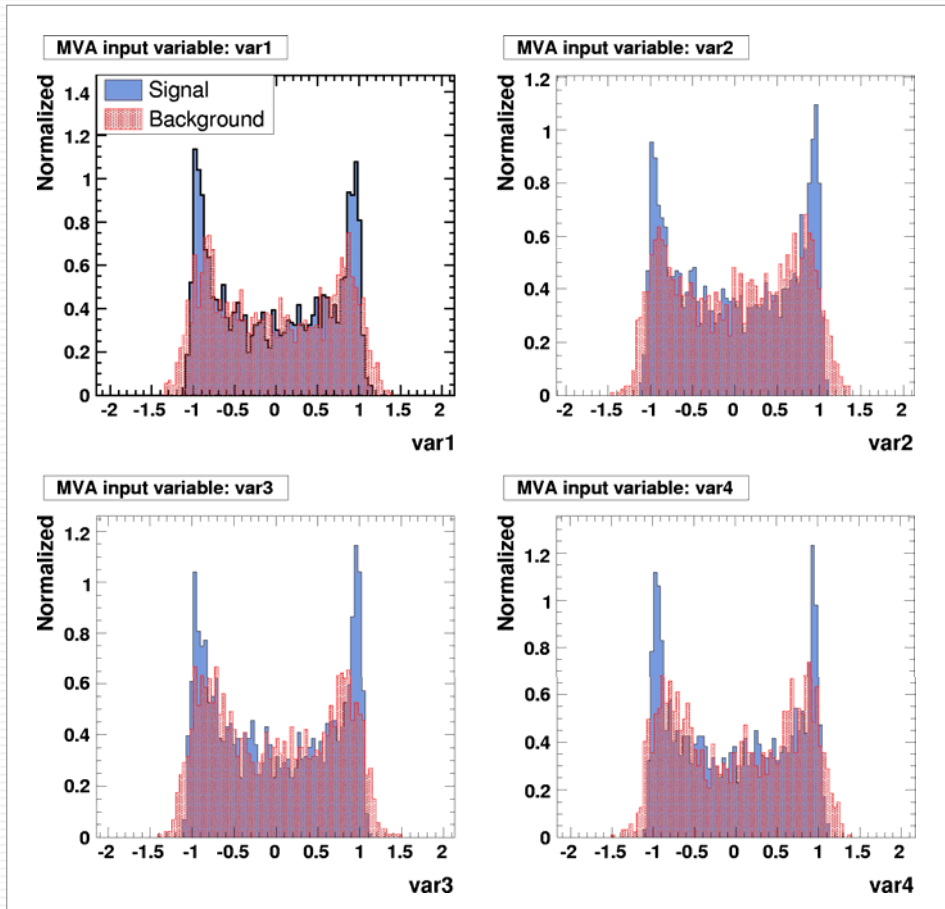 MVA input variable: var1
Normalized
1.4
1.2
1
0.8
0.6
0.4
0.2
0
Signal
Background
-2 -1.5 -1 -0.5 0 0.5 1 1.5 2
var1
MVA input variable: var2
Normalized
1.2
1
0.8
0.6
0.4
0.2
0
-2 -1.5 -1 -0.5 0 0.5 1 1.5 2
var2
MVA input variable: var3
Normalized
1.2
1
0.8
0.6
0.4
0.2
0
-2 -1.5 -1 -0.5 0 0.5 1 1.5 2
var3
MVA input variable: var4
Normalized
1.2
1
0.8
0.6
0.4
0.2
0
-2 -1.5 -1 -0.5 0 0.5 1 1.5 2
var4